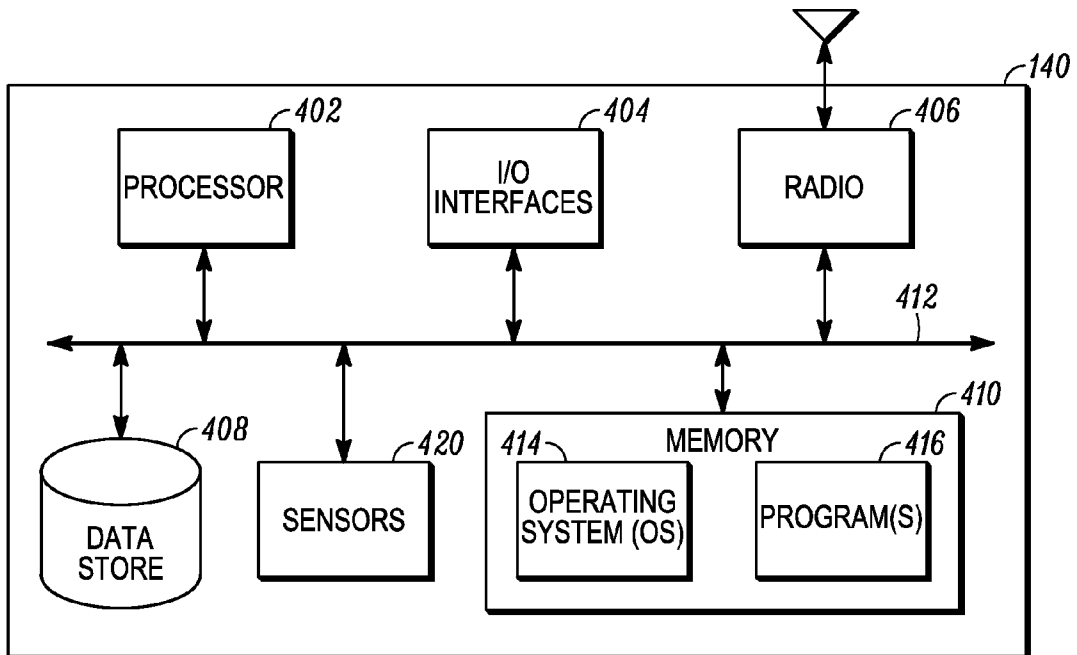 140
402
PROCESSOR
404
I/O
INTERFACES
406
RADIO
412
408
DATA
STORE
420
SENSORS
410
MEMORY
414
OPERATING
SYSTEM (OS)
416
PROGRAM(S)